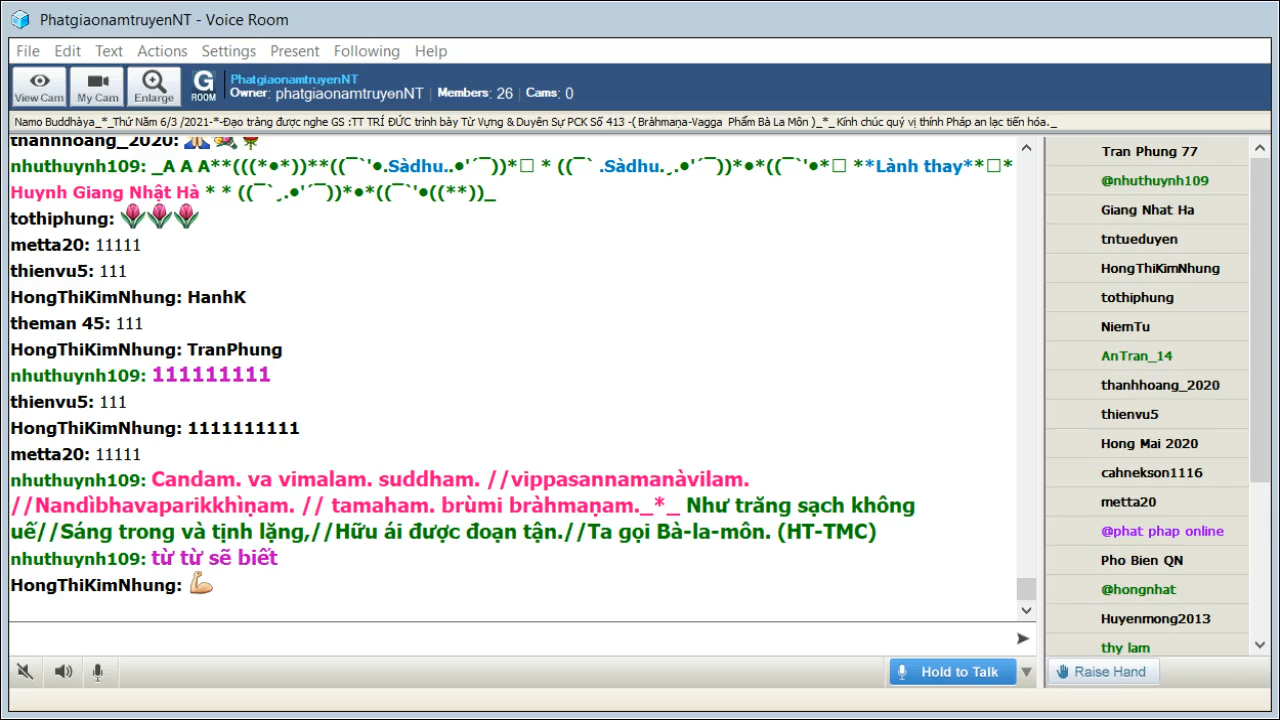 PhatgiaonamtruyenNT - Voice Room
File Edit Text Actions Settings Present Following Help
View Cam My Cam Enlarge G ROOM PhatgiaonamtruyenNT
Owner: phatgiaonamtruyenNT | Members: 26 | Cams: 0
Namo Buddhàya_*_Thứ Năm 6/3 /2021-*-Đạo tràng được nghe GS :TT TRÍ ĐỨC trình bày Từ Vựng & Duyên Sự PCK Số 413 -( Bràhmaṇa-Vagga Phẩm Bà La Môn )_*_ Kính chúc quý vị thính Pháp an lạc tiến hóa._
thanhhoang_2020:
nhuthuynh109: _A A A**(((*●*))**((¯`'●.Sàdhu..●'´¯))*□ * ((¯` .Sàdhu.ˏ.●'´¯))*●*((¯`'●*□ **Lành thay**□*
Huynh Giang Nhật Hà * * ((¯`ˏ.●'´¯))*●*((¯`'●((**))_
tothiphung:
metta20: 11111
thienvu5: 111
HongThiKimNhung: HanhK
theman 45: 111
HongThiKimNhung: TranPhung
nhuthuynh109: 111111111
thienvu5: 111
HongThiKimNhung: 1111111111
metta20: 11111
nhuthuynh109: Candam. va vimalam. suddham. //vippasannamanàvilam.
//Nandìbhavaparikkhìṇam. // tamaham. brùmi bràhmaṇam._*_ Như trăng sạch không
uế//Sáng trong và tịnh lặng,//Hữu ái được đoạn tận.//Ta gọi Bà-la-môn. (HT-TMC)
nhuthuynh109: từ từ sẽ biết
HongThiKimNhung:
Hold to Talk
Tran Phung 77
@nhuthuynh109
Giang Nhat Ha
tntueduyen
HongThiKimNhung
tothiphung
NiemTu
AnTran_14
thanhhoang_2020
thienvu5
Hong Mai 2020
cahnekson1116
metta20
@phat phap online
Pho Bien QN
@hongnhat
Huyenmong2013
thy lam
Raise Hand